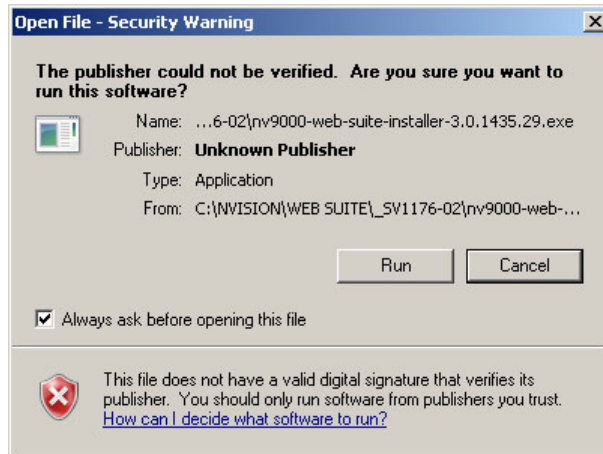 Open File - Security Warning
The publisher could not be verified.  Are you sure you want to
run this software?
Name: ...6-02\nv9000-web-suite-installer-3.0.1435.29.exe
Publisher: Unknown Publisher
Type: Application
From: C:\NVISION\WEB SUITE\_SV1176-02\nv9000-web-...
Run Cancel
Always ask before opening this file
This file does not have a valid digital signature that verifies its
publisher.  You should only run software from publishers you trust.
How can I decide what software to run?